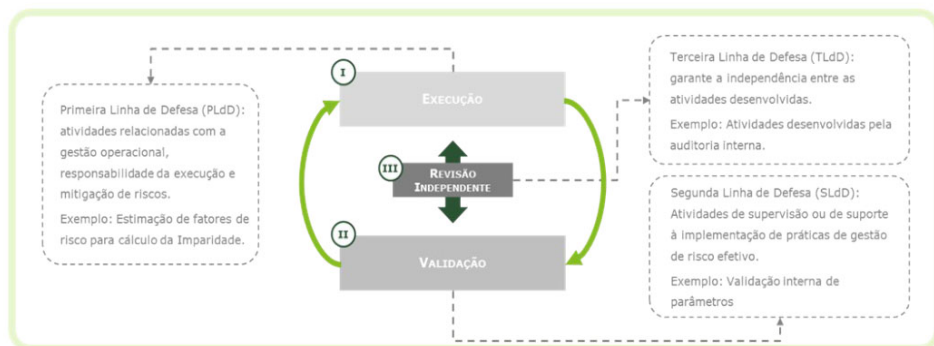 I
EXECUÇÃO
III
REVISÃO
INDEPENDENTE
II
VALIDAÇÃO
Primeira Linha de Defesa (PLdD):
atividades relacionadas com a
gestão operacional,
responsabilidade da execução e
mitigação de riscos.
Exemplo: Estimação de fatores de
risco para cálculo da Imparidade.
Terceira Linha de Defesa (TLdD):
garante a independência entre as
atividades desenvolvidas.
Exemplo: Atividades desenvolvidas pela
auditoria interna.
Segunda Linha de Defesa (SLdD):
Atividades de supervisão ou de suporte
à implementação de práticas de gestão
de risco efetivo.
Exemplo: Validação interna de
parâmetros